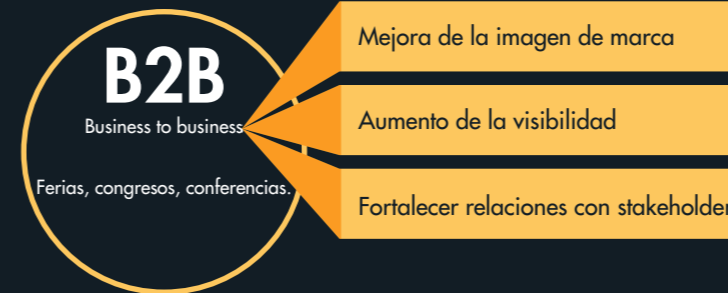 B2B
Business to business
Ferias, congresos, conferencias.
Mejora de la imagen de marca
Aumento de la visibilidad
Fortalecer relaciones con stakeholder